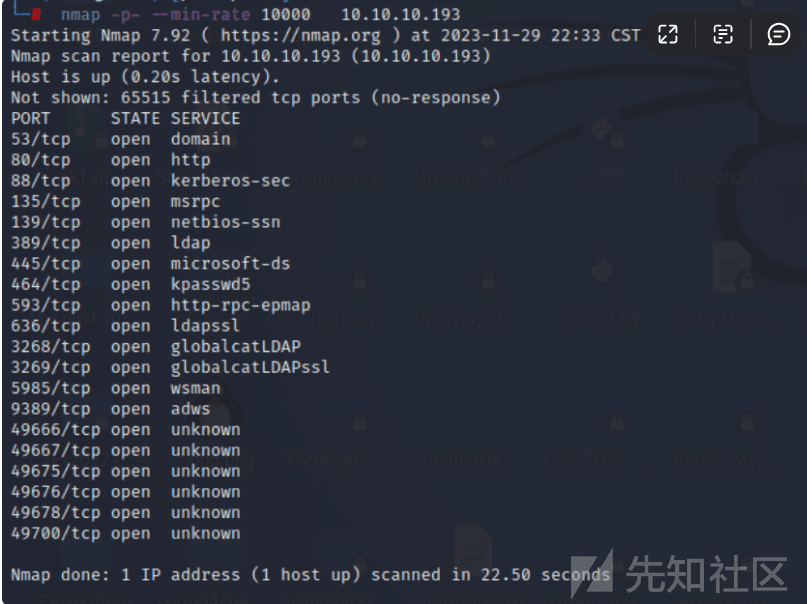 # nmap -p- --min-rate 10000 10.10.10.193
Starting Nmap 7.92 ( https://nmap.org ) at 2023-11-29 22:33 CST
Nmap scan report for 10.10.10.193 (10.10.10.193)
Host is up (0.20s latency).
Not shown: 65515 filtered tcp ports (no-response)
PORT STATE SERVICE
53/tcp open domain
80/tcp open http
88/tcp open kerberos-sec
135/tcp open msrpc
139/tcp open netbios-ssn
389/tcp open ldap
445/tcp open microsoft-ds
464/tcp open kpasswd5
593/tcp open http-rpc-epmap
636/tcp open ldapssl
3268/tcp open globalcatLDAP
3269/tcp open globalcatLDAPssl
5985/tcp open wsman
9389/tcp open adws
49666/tcp open unknown
49667/tcp open unknown
49675/tcp open unknown
49676/tcp open unknown
49678/tcp open unknown
49700/tcp open unknown
Nmap done: 1 IP address (1 host up) scanned in 22.50 seconds
先知社区